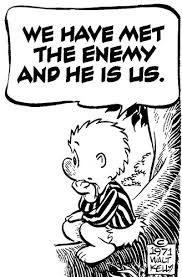 WE HAVE MET
THE ENEMY
AND HE IS US.
©
1971
WALT
KELLY